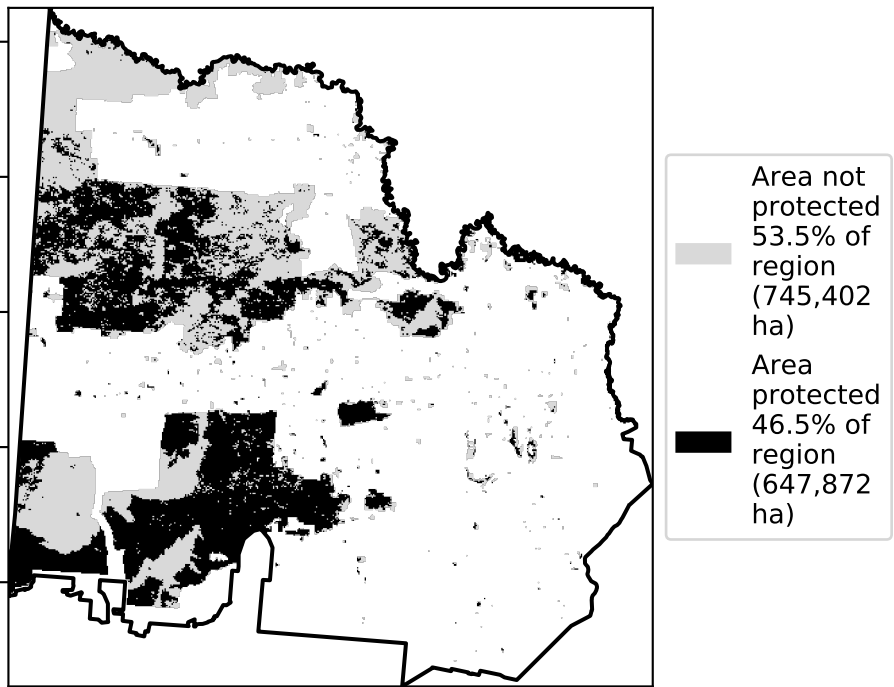 Area not
protected
53.5% of
region
(745,402
ha)
Area
protected
46.5% of
region
(647,872
ha)